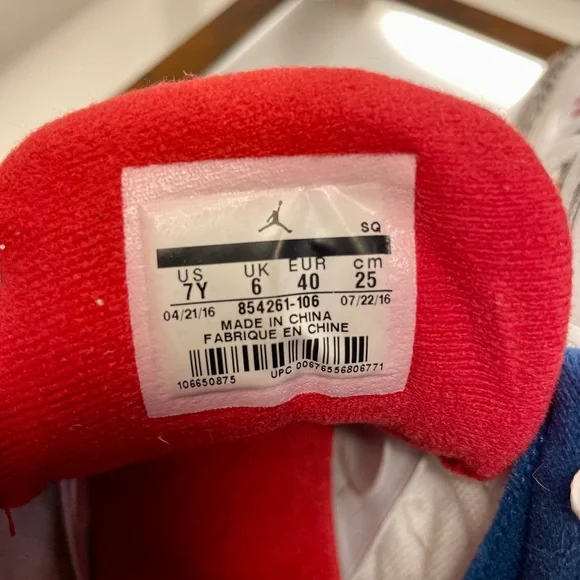 SQ
US UK EUR cm
7Y 6 40 25
04/21/16 854261-106 07/22/16
MADE IN CHINA
FABRIQUE EN CHINE
106650875 UPC 00676556806771